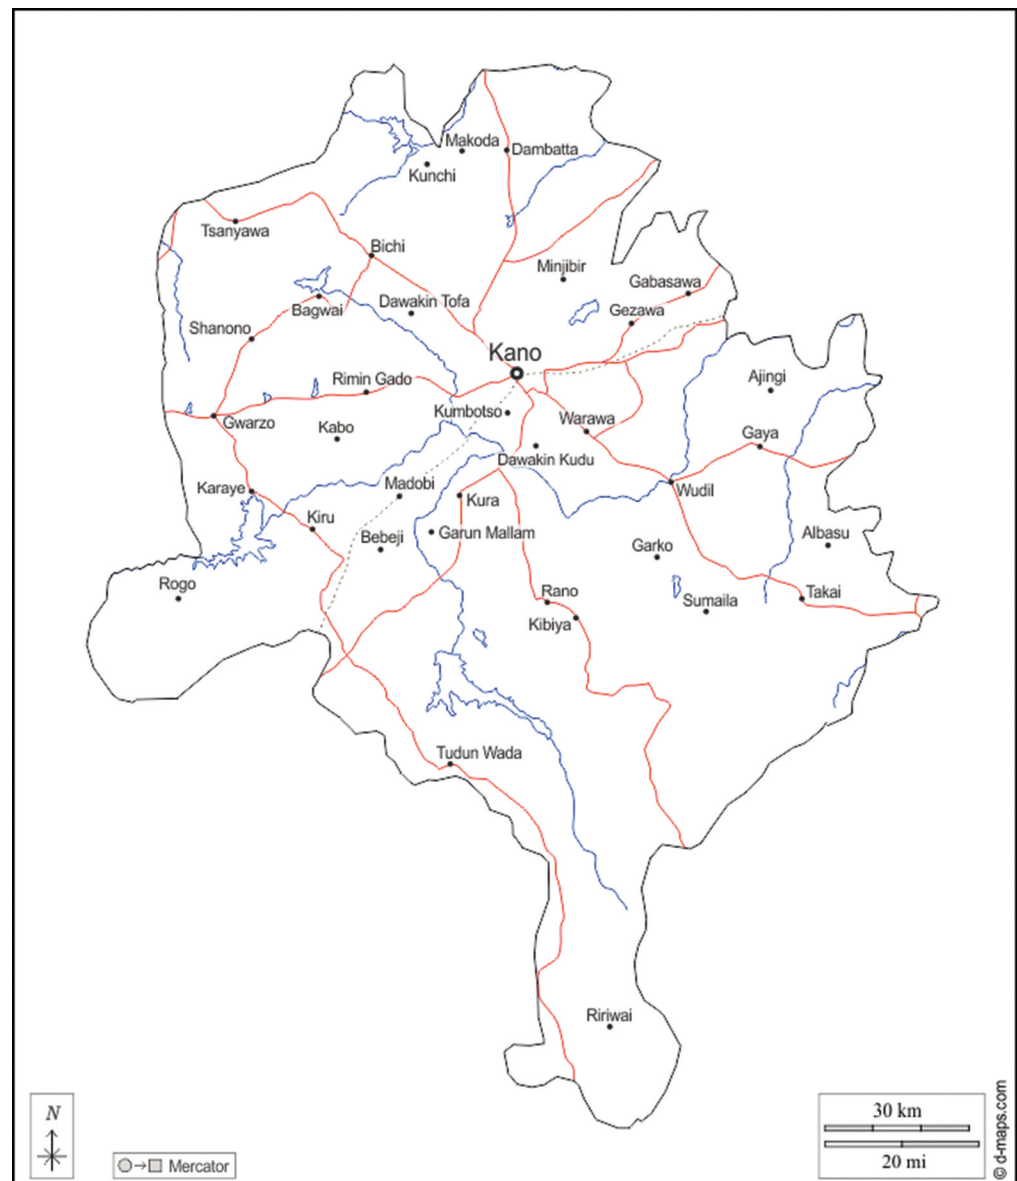 Makoda
Dambatta
Kunchi
Tsanyawa
Bichi
Minjibir
Gabasawa
Bagwai
Dawakin Tofa
Gezawa
Shanono
Kano
Rimin Gado
Ajingi
Kumbotso
Warawa
Gwarzo
Kabo
Gaya
Dawakin Kudu
Karaye
Madobi
Kura
Wudil
Kiru
Bebeji
Garun Mallam
Garko
Albasu
Rogo
Rano
Sumaila
Takai
Kibiya
Tudun Wada
Ririwai
N
Mercator
30 km
20 mi
© d-maps.com